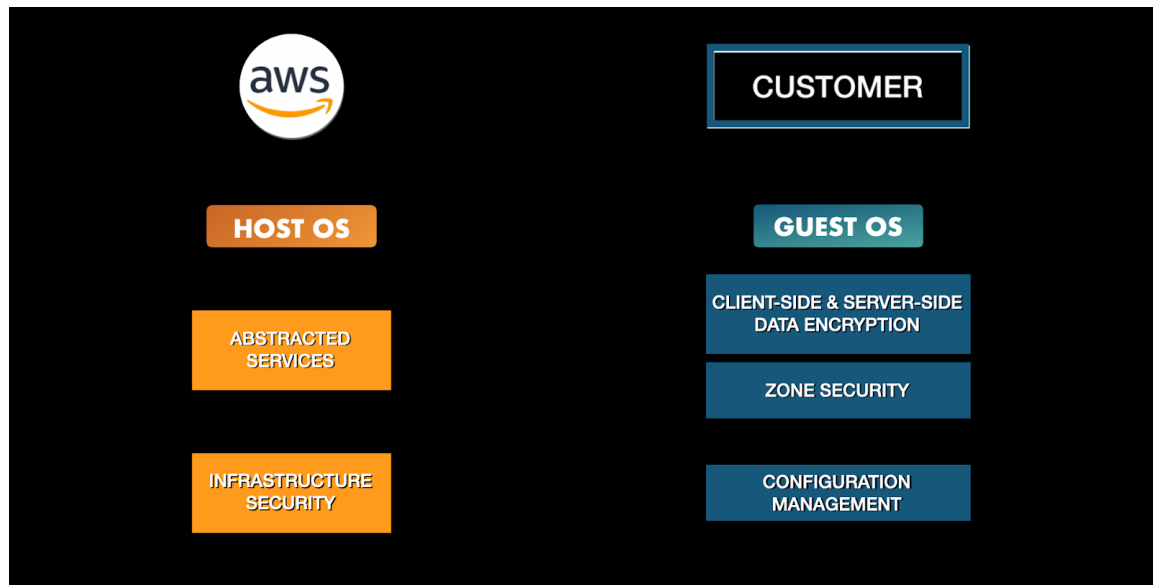 aws
CUSTOMER
HOST OS
GUEST OS
ABSTRACTED
SERVICES
CLIENT-SIDE & SERVER-SIDE
DATA ENCRYPTION
ZONE SECURITY
INFRASTRUCTURE
SECURITY
CONFIGURATION
MANAGEMENT